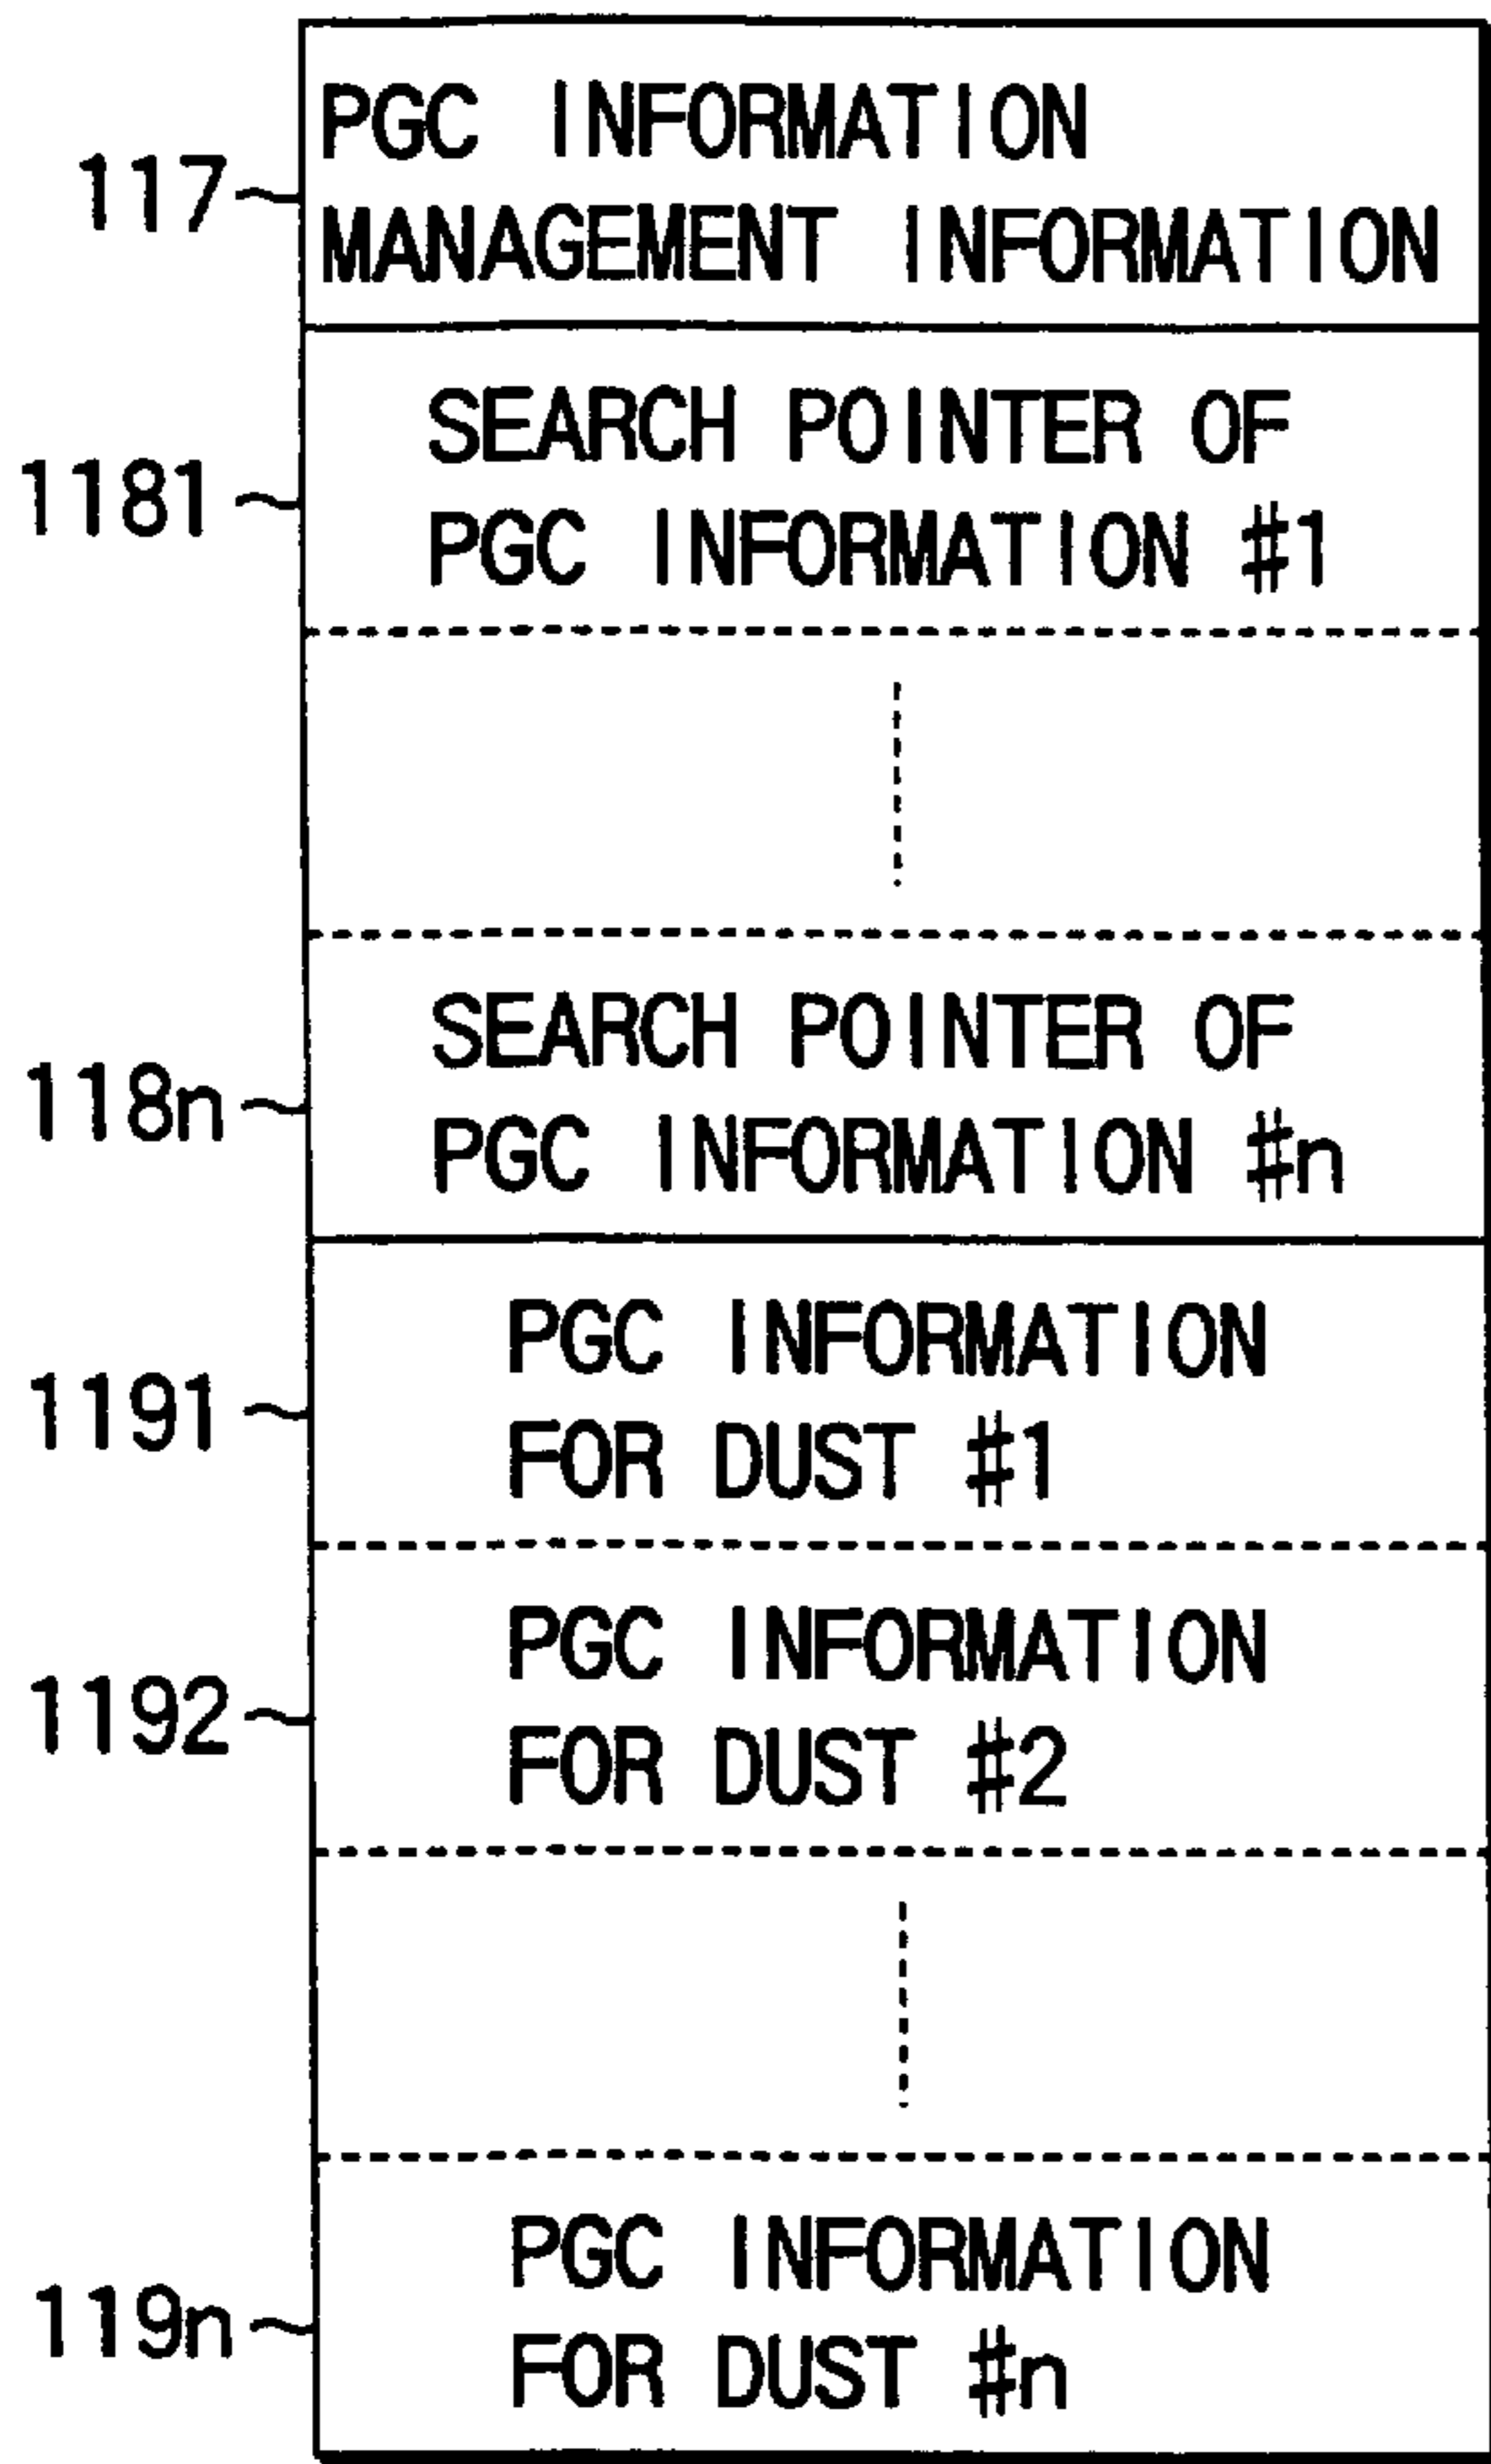 117
PGC INFORMATION
MANAGEMENT INFORMATION
1181
SEARCH POINTER OF
PGC INFORMATION #1
118n
SEARCH POINTER OF
PGC INFORMATION #n
1191
PGC INFORMATION
FOR DUST #1
1192
PGC INFORMATION
FOR DUST #2
119n
PGC INFORMATION
FOR DUST #n